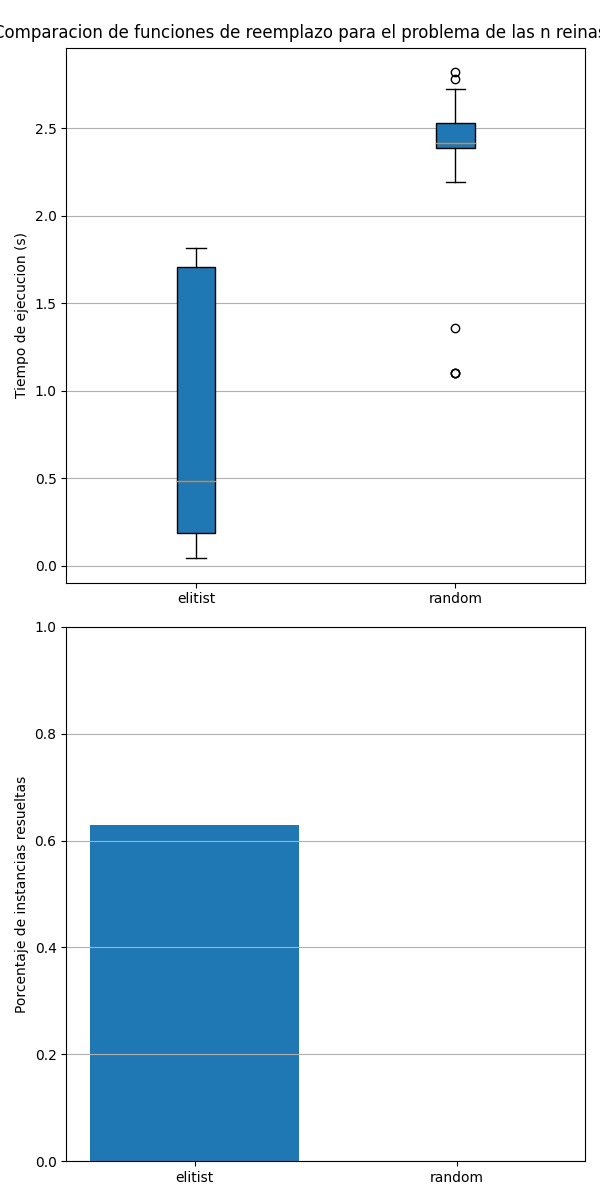 Comparacion de funciones de reemplazo para el problema de las n reinas
Tiempo de ejecucion (s)
2.5
2.0
1.5
1.0
0.5
0.0
elitist random
Porcentaje de instancias resueltas
1.0
0.8
0.6
0.4
0.2
0.0
elitist random